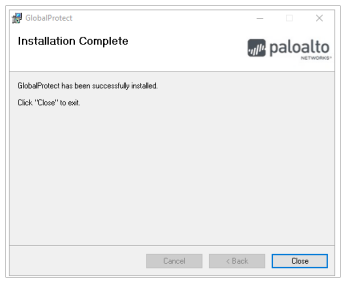 GlobalProtect
Installation Complete
paloalto
NETWORKS®
GlobalProtect has been successfully installed.
Click "Close" to exit.
Cancel
< Back
Close